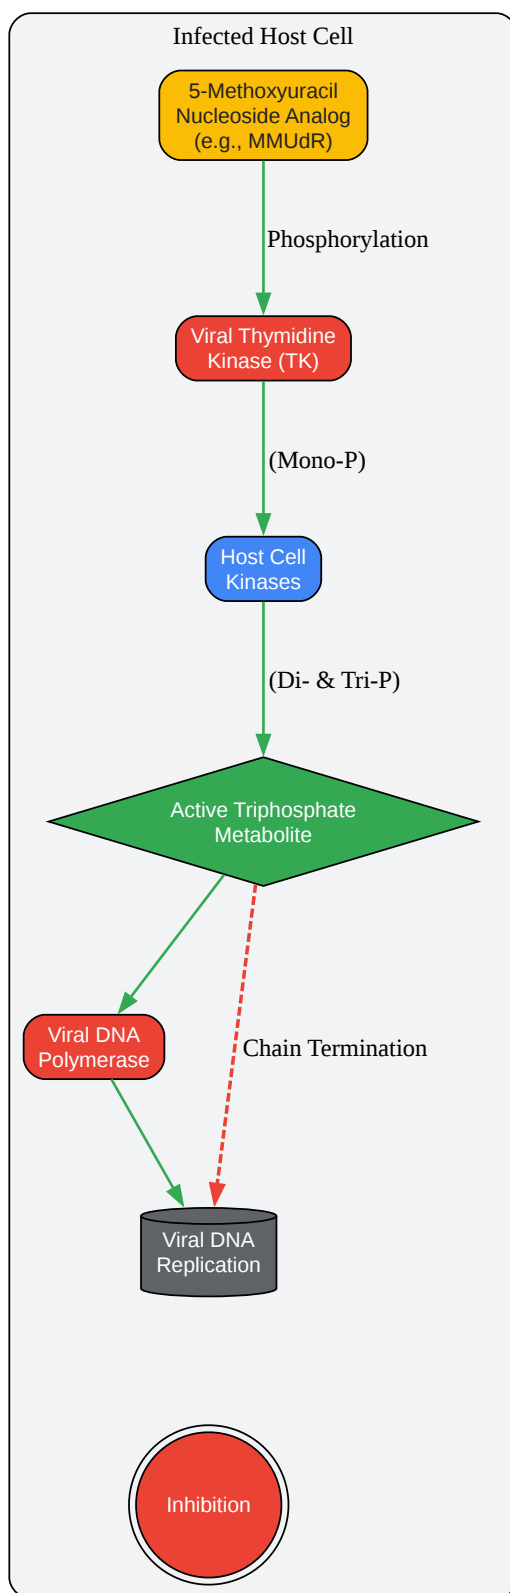 Infected Host Cell
5-Methoxyuracil
Nucleoside Analog
(e.g., MMUdR)
Phosphorylation
Viral Thymidine
Kinase (TK)
(Mono-P)
Host Cell
Kinases
(Di- & Tri-P)
Active Triphosphate
Metabolite
Viral DNA
Polymerase
Chain Termination
Viral DNA
Replication
Inhibition